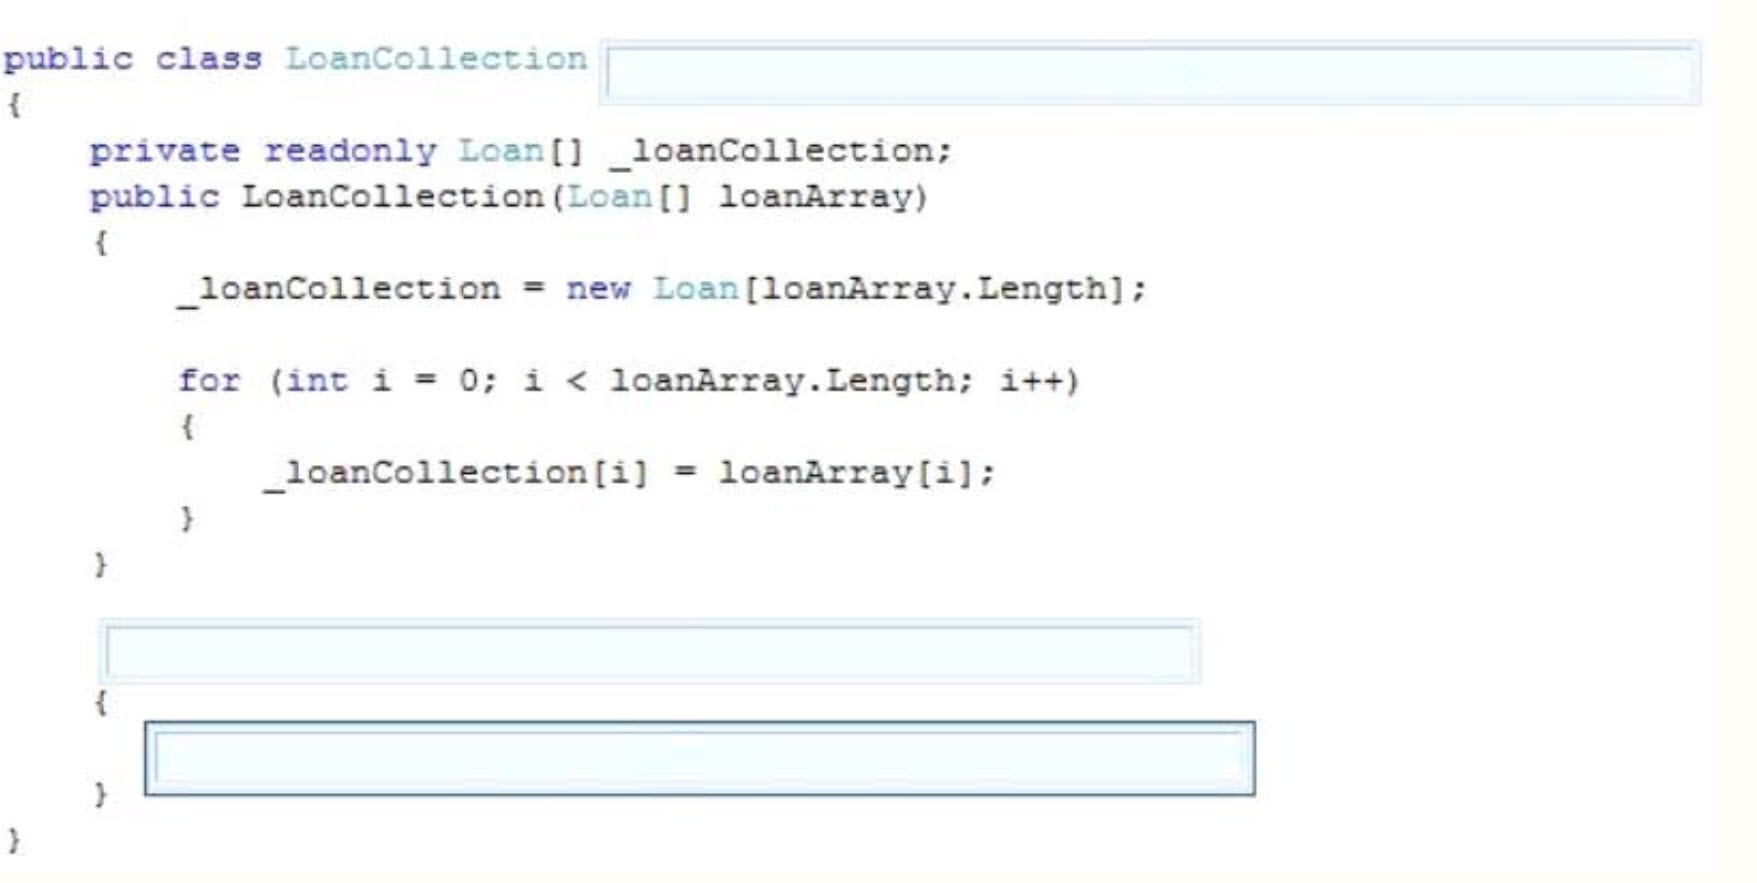 public class LoanCollection
{
private readonly Loan[] _loanCollection;
public LoanCollection(Loan[] loanArray)
{
_loanCollection = new Loan[loanArray.Length];
for (int i = 0; i < loanArray.Length; i++)
{
_loanCollection[i] = loanArray[i];
}
}
{
}
}